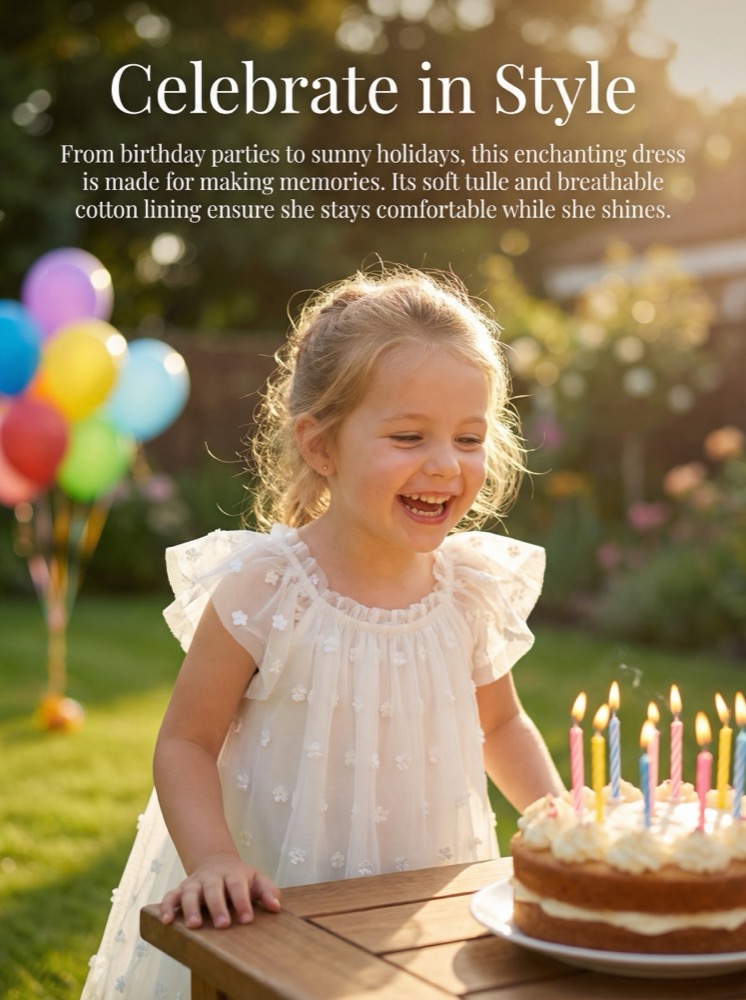 Celebrate in Style
From birthday parties to sunny holidays, this enchanting dress
is made for making memories. Its soft tulle and breathable
cotton lining ensure she stays comfortable while she shines.